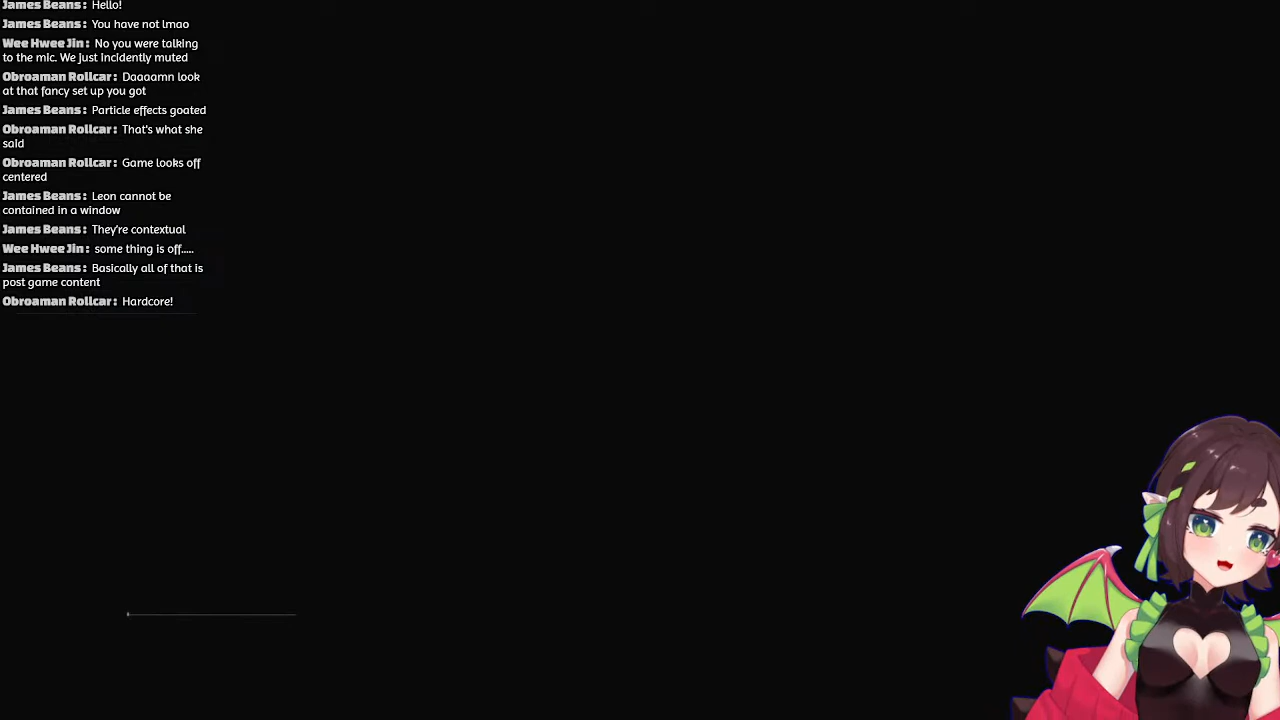 James Beans: Hello!
James Beans: You have not lmao
Wee Hwee Jin: No you were talking
to the mic. We just incidently muted
Obroaman Rollcar: Daaaamn look
at that fancy set up you got
James Beans: Particle effects goated
Obroaman Rollcar: That's what she
said
Obroaman Rollcar: Game looks off
centered
James Beans: Leon cannot be
contained in a window
James Beans: They're contextual
Wee Hwee Jin: some thing is off.....
James Beans: Basically all of that is
post game content
Obroaman Rollcar: Hardcore!